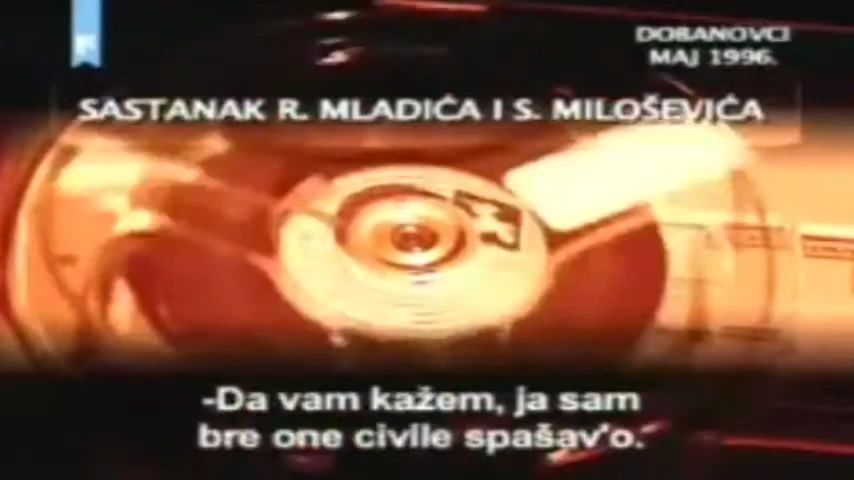 DOBANOVCI
MAJ 1996.
SASTANAK R. MLADIĆA I S. MILOŠEVIĆA
-Da vam kažem, ja sam
bre one civile spašav'o.